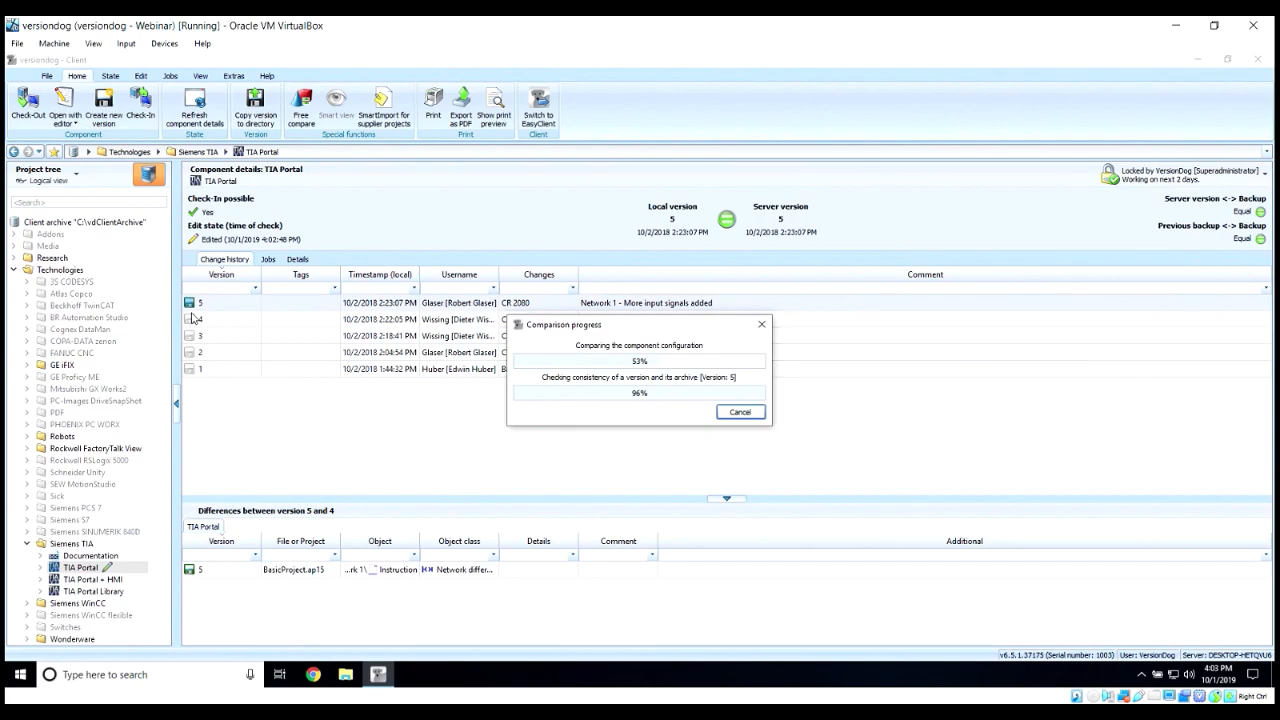 versiondog (versiondog - Webinar) [Running] - Oracle VM VirtualBox
File Machine View Input Devices Help
versiondog - Client
File Home State Edit Jobs View Extras Help
Check-Out Open with editor Create new version Check-In Refresh component details Copy version to directory Free compare Smart view SmartImport for supplier projects Print Export as PDF Show print preview Switch to EasyClient
Component State Version Special functions Print Client
Technologies Siemens TIA TIA Portal
Project tree
Logical view
<Search>
Client archive "C:\vdClientArchive"
Addons
Media
Research
Technologies
3S CODESYS
Atlas Copco
Beckhoff TwinCAT
BR Automation Studio
Cognex DataMan
COPA-DATA zenon
FANUC CNC
GE iFIX
GE Proficy ME
Mitsubishi GX Works2
PC-Images DriveSnapShot
PDF
PHOENIX PC WORX
Robots
Rockwell FactoryTalk View
Rockwell RSLogix 5000
Schneider Unity
SEW MotionStudio
Sick
Siemens PCS 7
Siemens S7
Siemens SINUMERIK 840D
Siemens TIA
Documentation
TIA Portal
TIA Portal + HMI
TIA Portal Library
Siemens WinCC
Siemens WinCC flexible
Switches
Wonderware
Component details: TIA Portal
TIA Portal
Locked by VersionDog [Superadministrator]
Working on next 2 days.
Check-In possible
Yes
Edit state (time of check)
Edited (10/1/2019 4:02:48 PM)
Local version
5
10/2/2018 2:23:07 PM
Server version
5
10/2/2018 2:23:07 PM
Server version <-> Backup
Equal
Previous backup <-> Backup
Equal
Change history Jobs Details
Version Tags Timestamp (local) Username Changes Comment
5 10/2/2018 2:23:07 PM Glaser [Robert Glaser] CR 2080 Network 1 - More input signals added
4 10/2/2018 2:22:05 PM Wissing [Dieter Wis... C
3 10/2/2018 2:18:41 PM Wissing [Dieter Wis... C
2 10/2/2018 2:04:54 PM Glaser [Robert Glaser] C
1 10/2/2018 1:44:32 PM Huber [Edwin Huber] B
Comparison progress
Comparing the component configuration
53%
Checking consistency of a version and its archive [Version: 5]
96%
Cancel
Differences between version 5 and 4
TIA Portal
Version File or Project Object Object class Details Comment Additional
5 BasicProject.ap15 ...rk 1\ Instruction Network differ...
v6.5.1.37175 (Serial number: 1003) User: VersionDog Server: DESKTOP-HETQVU6
Type here to search
4:03 PM
10/1/2019
Right Ctrl